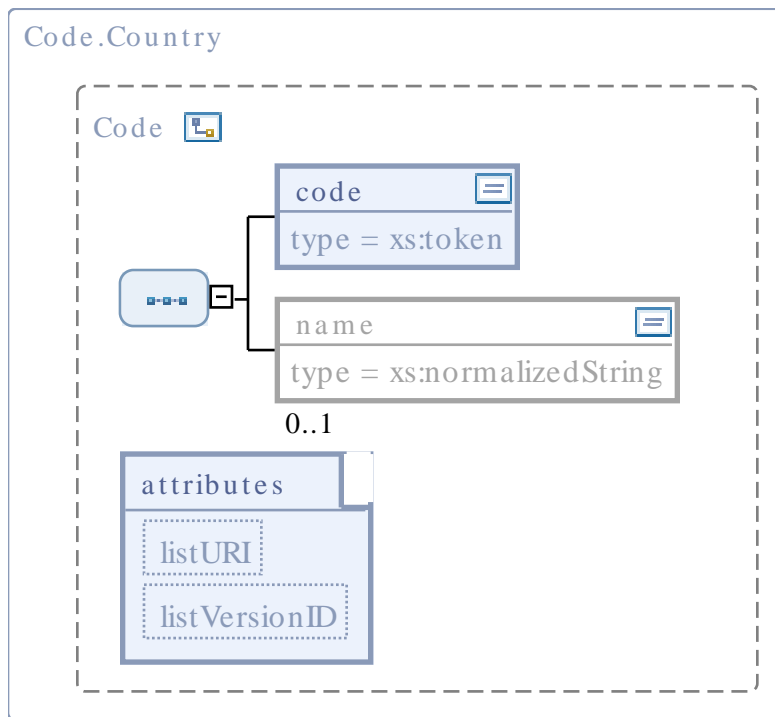 Code.Country
Code
code
type = xs:token
name
type = xs:normalizedString
0..1
attributes
listURI
listVersionID